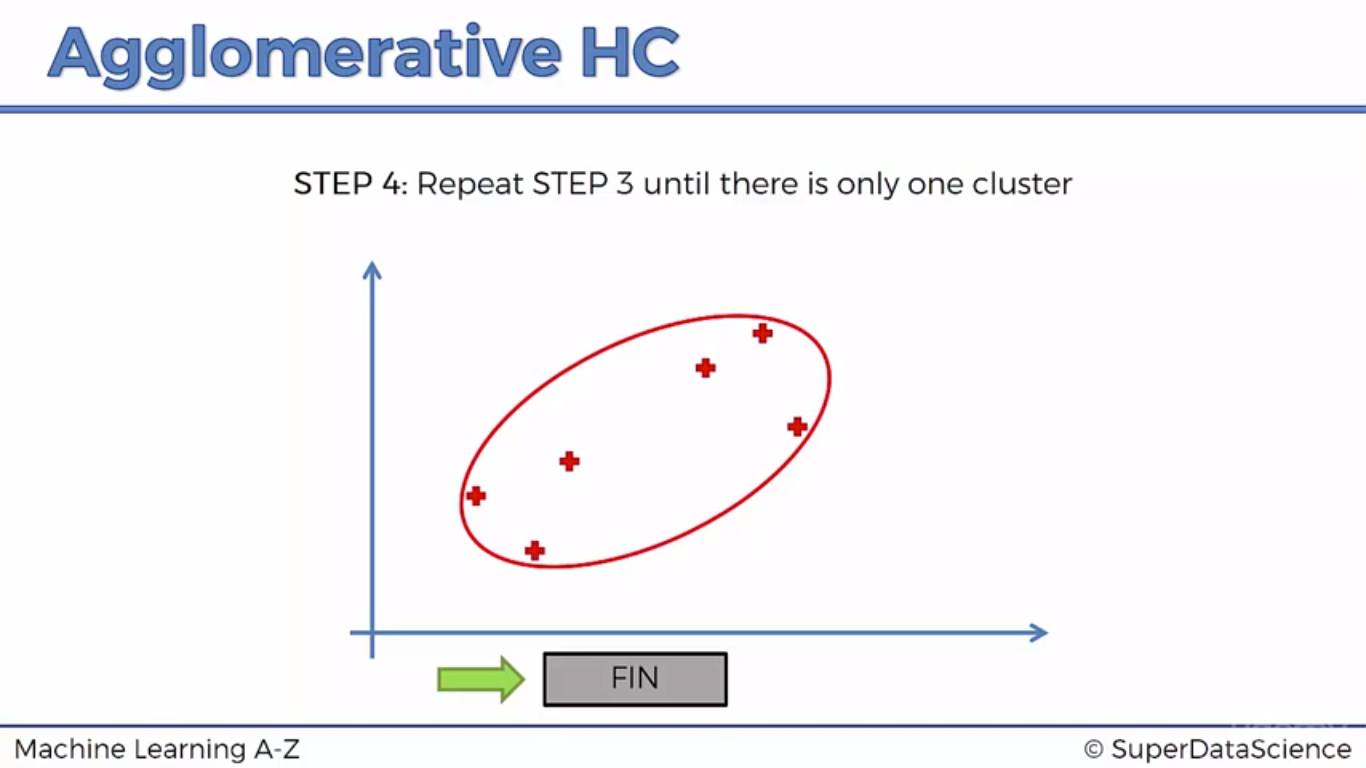 Agglomerative HC
STEP 4: Repeat STEP 3 until there is only one cluster
FIN
Machine Learning A-Z
© SuperDataScience